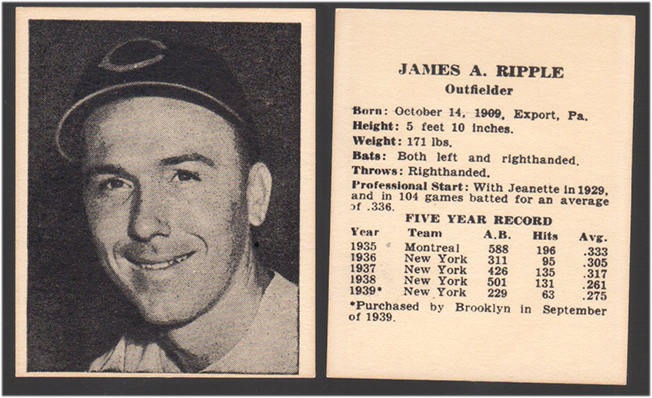 JAMES A. RIPPLE
Outfielder
Born: October 14, 1909, Export, Pa.
Height: 5 feet 10 inches.
Weight: 171 lbs.
Bats: Both left and righthanded.
Throws: Righthanded.
Professional Start: With Jeanette in 1929,
and in 104 games batted for an average
of .336.
FIVE YEAR RECORD
Year Team A.B. Hits Avg.
1935 Montreal 588 196 .333
1936 New York 311 95 .305
1937 New York 426 135 .317
1938 New York 501 131 .261
1939* New York 229 63 .275
*Purchased by Brooklyn in September
of 1939.